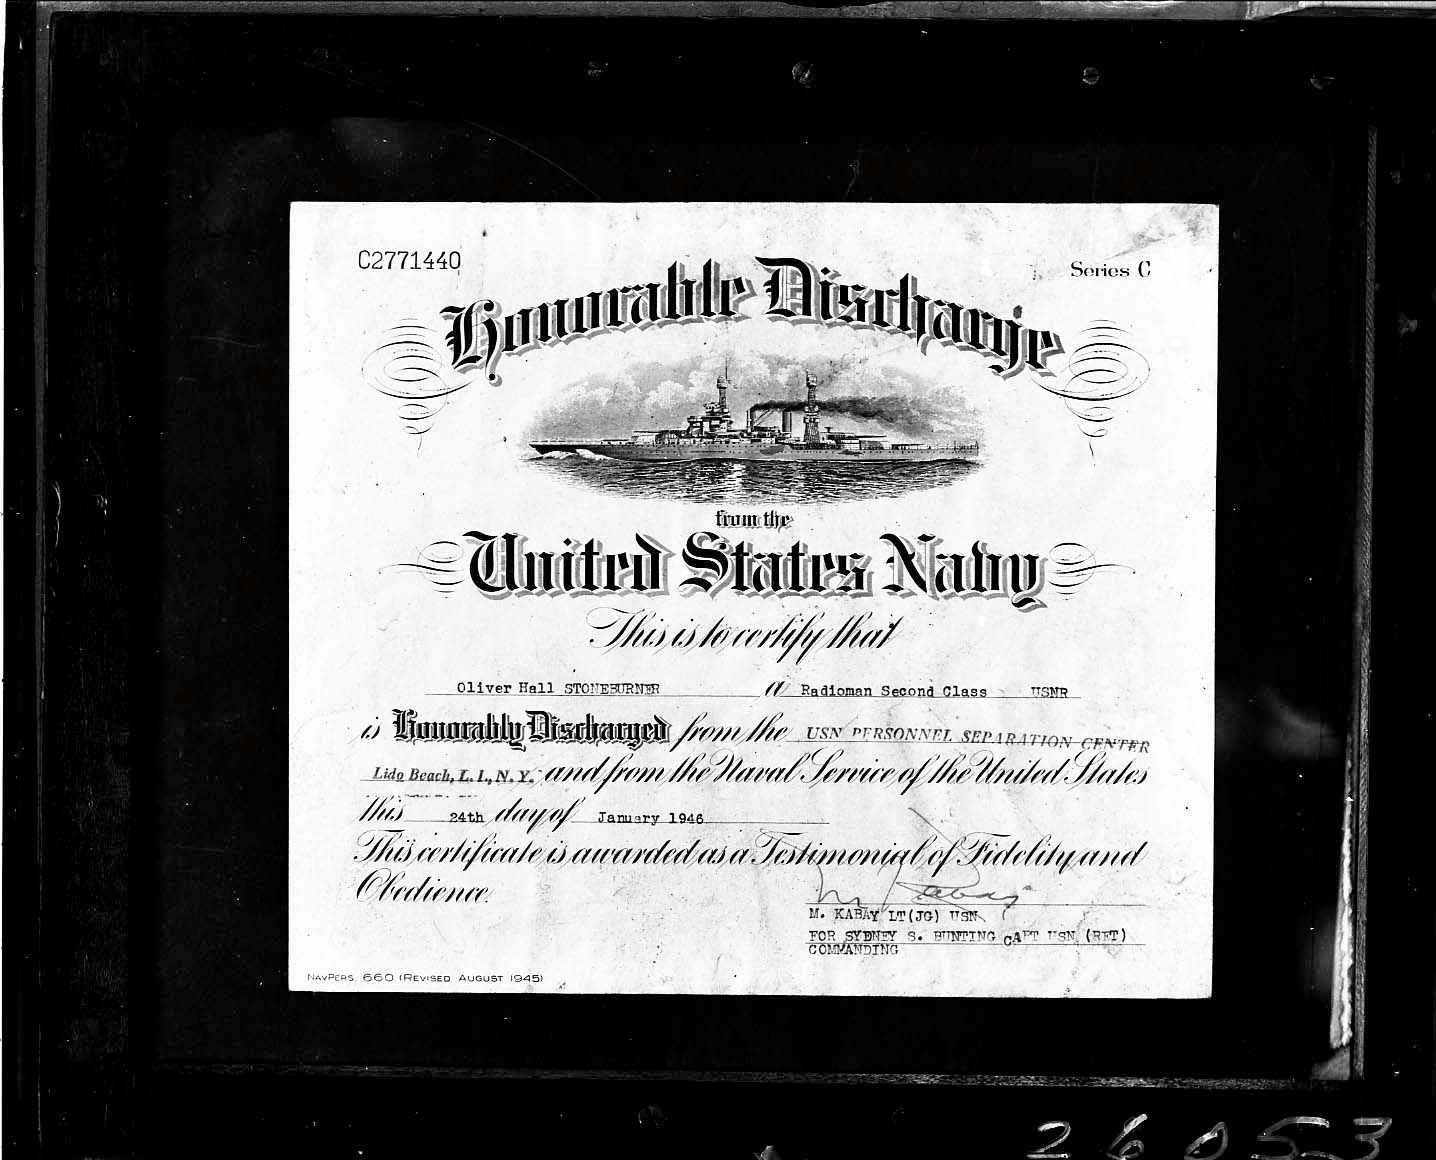 C2771440
Series C
Honorable Discharge
from the
United States Navy
This is to certify that
Oliver Hall STONEBURNER a Radioman Second Class USNR
is Honorably Discharged from the USN PERSONNEL SEPARATION CENTER
Lido Beach, L. I., N. Y. and from the Naval Service of the United States
this 24th day of January 1946
This certificate is awarded as a Testimonial of Fidelity and
Obedience.
M. Kabay
M. KABAY LT(JG) USN
FOR SYDNEY S. BUNTING CAPT USN (RET)
COMMANDING
NAVPERS. 660 (REVISED AUGUST 1945)
26053